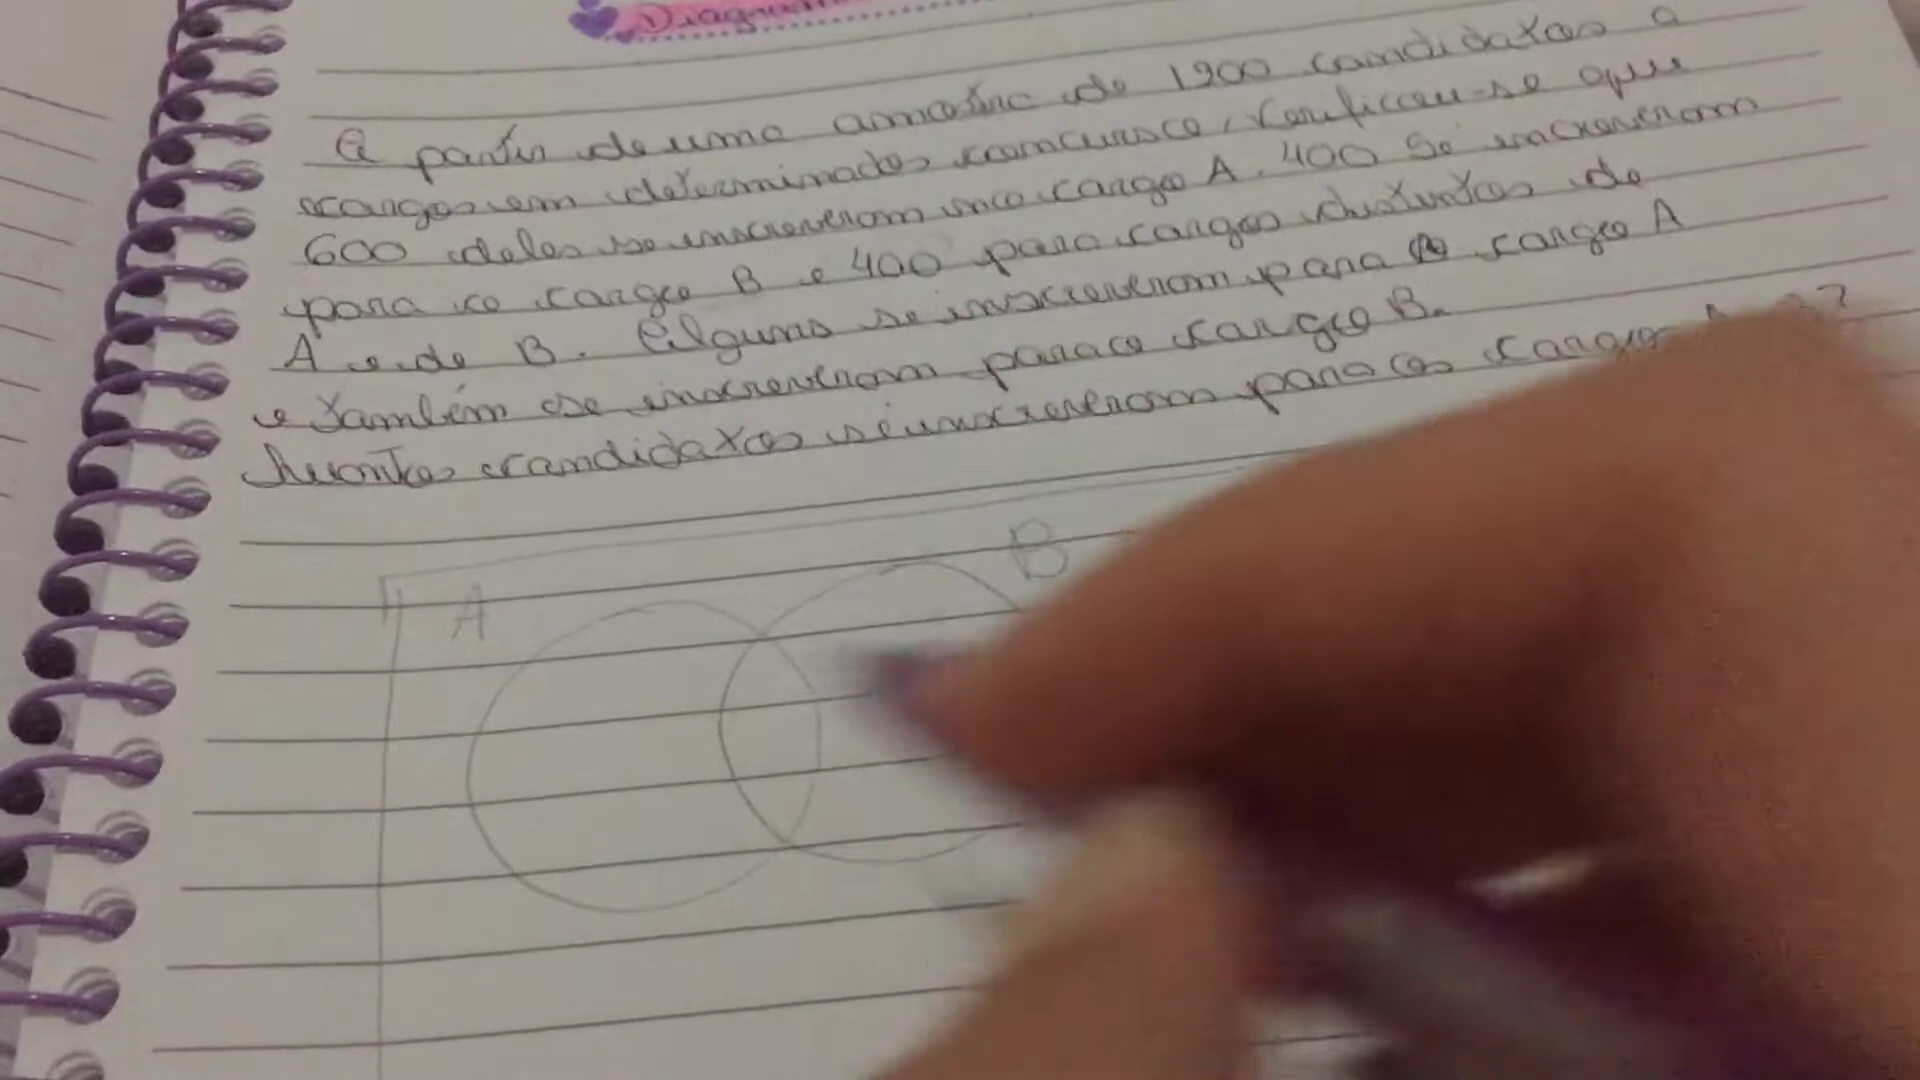 Diagram
A partir de uma amostra de 1200 candidatos a
cargos em determinados concurso, verificou-se que
600 deles se inscreveram no cargo A. 400 se inscreveram
para o cargo B e 400 para cargos distintos de
A e de B. Alguns se inscreveram para o cargo A
e também se inscreveram para o cargo B.
Quantos candidatos se inscreveram para os cargos
A B